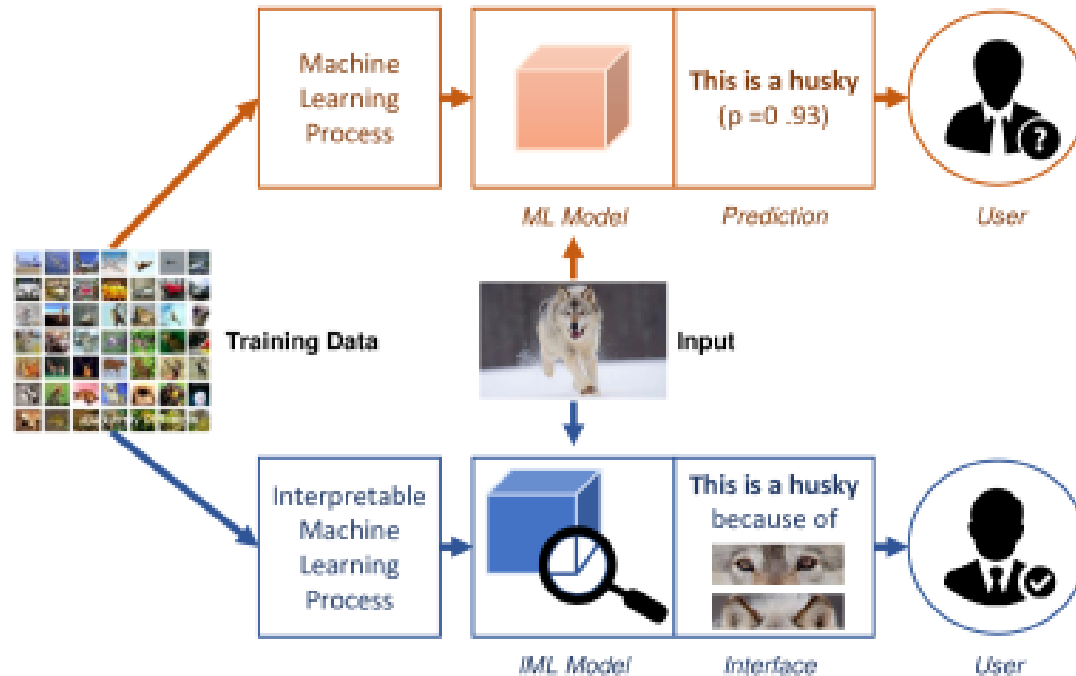 Machine
Learning
Process
This is a husky
(p =0 .93)
?
ML Model
Prediction
User
Training Data
Input
Interpretable
Machine
Learning
Process
This is a husky
because of
IML Model
Interface
User